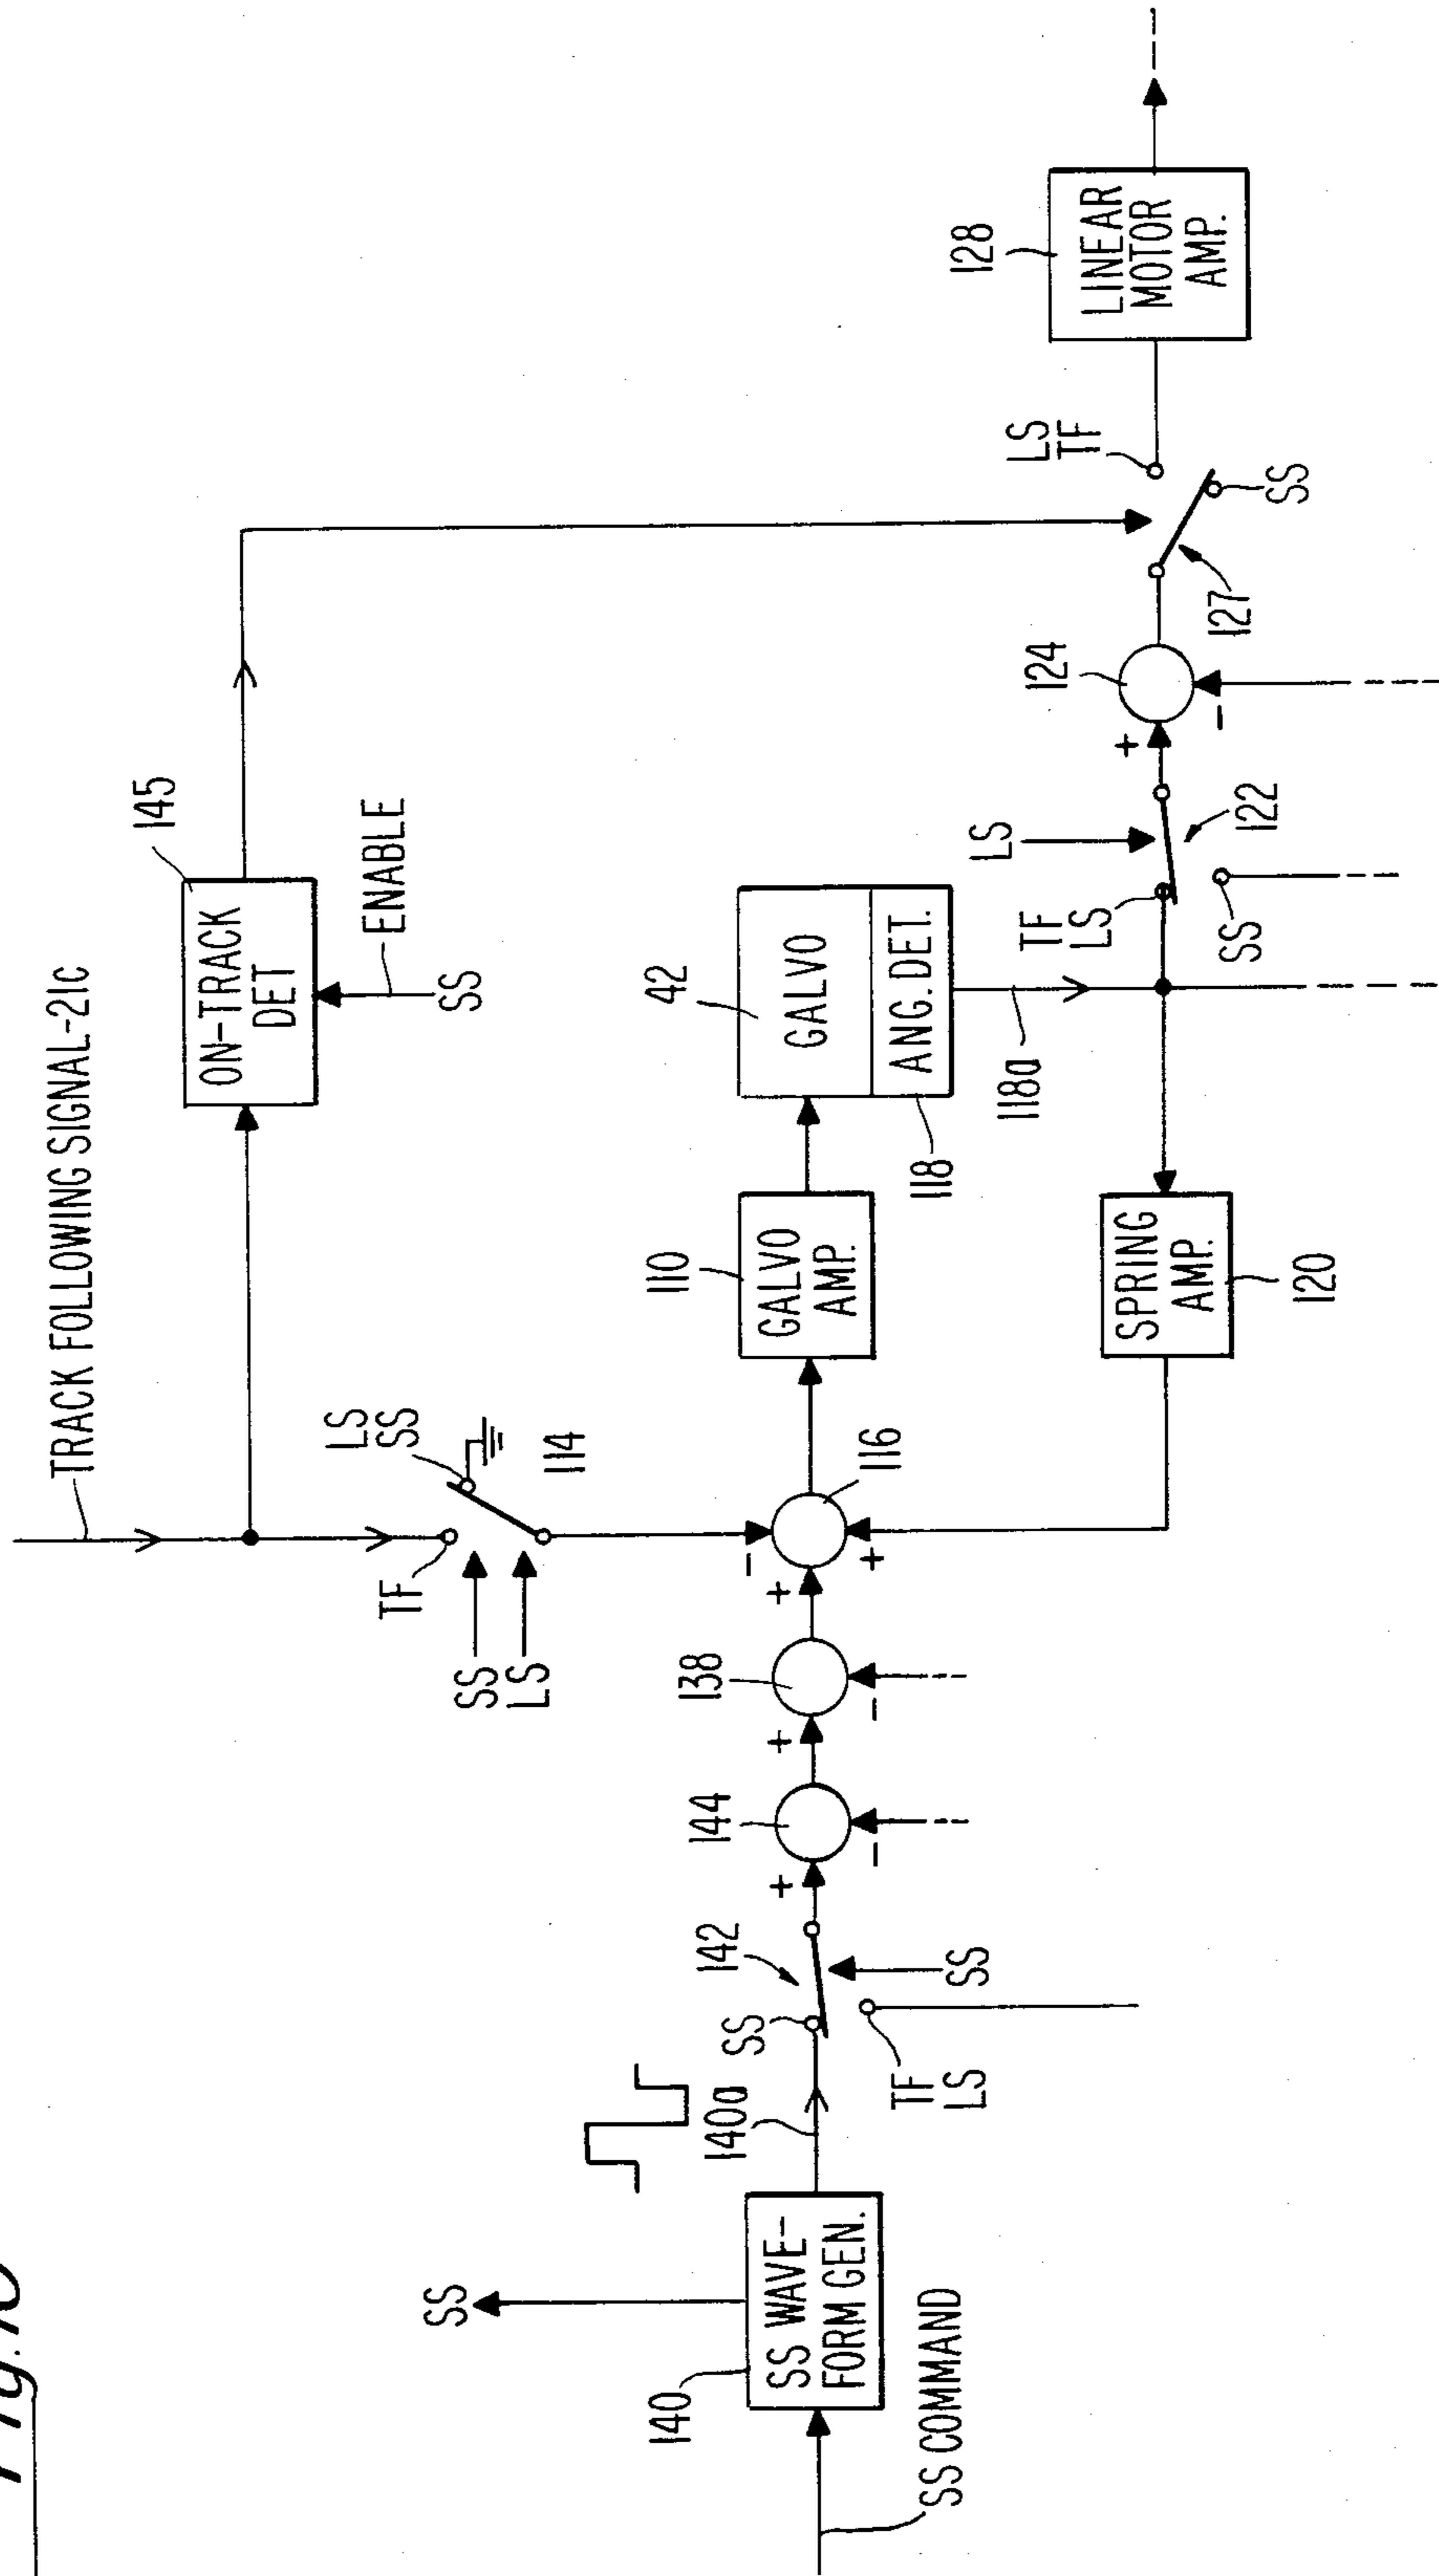 Fig.10
TRACK FOLLOWING SIGNAL-21c
145
ON-TRACK
DET
ENABLE
SS
LS
SS
TF
114
SS
LS
SS
140
SS WAVE-
FORM GEN.
SS COMMAND
140a
SS
142
SS
TF
LS
144
+
-
138
+
-
116
+
-
+
110
GALVO
AMP.
42
GALVO
ANG. DET.
118
118a
SPRING
AMP.
120
TF
LS
LS
122
SS
124
+
-
127
LS
TF
SS
128
LINEAR
MOTOR
AMP.